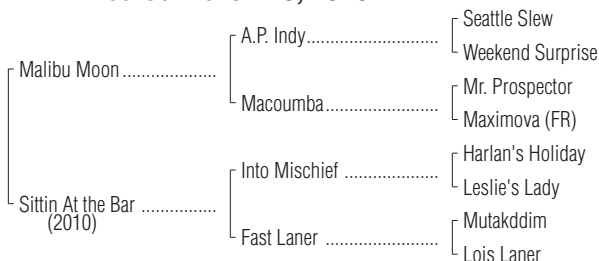 Seattle Slew
A.P. Indy
Weekend Surprise
Malibu Moon
Mr. Prospector
Macoumba
Maximova (FR)
Harlan's Holiday
Into Mischief
Leslie's Lady
Sittin At the Bar
(2010)
Mutakddim
Fast Laner
Lois Laner